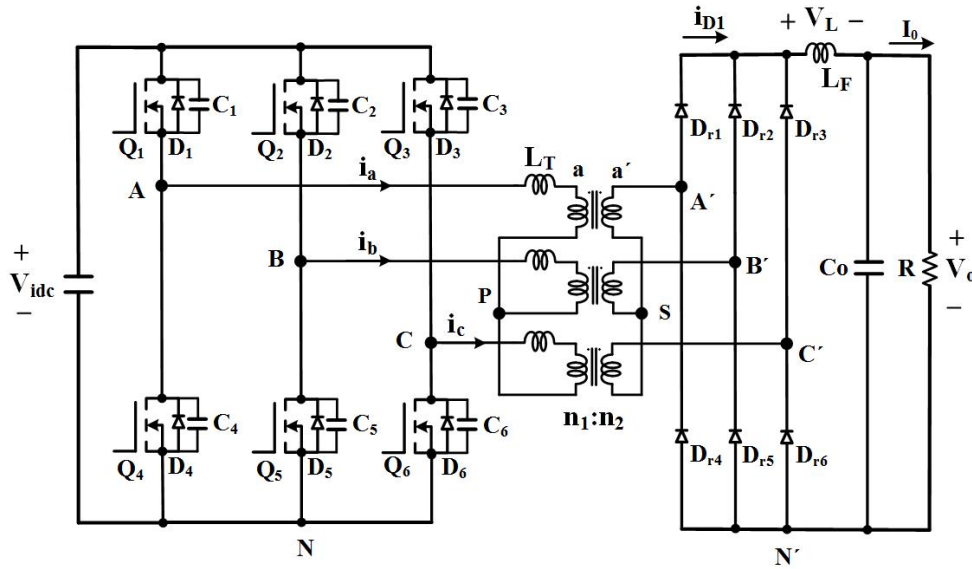 i_D1
+ V_L −
I_0
L_F
C_1
C_2
C_3
Q_1
D_1
Q_2
D_2
Q_3
D_3
D_r1
D_r2
D_r3
L_T
a
a´
i_a
A
A´
i_b
B
B´
+
V_idc
−
P
S
Co
R
+
V_o
−
i_c
C
C´
n_1:n_2
C_4
C_5
C_6
Q_4
D_4
Q_5
D_5
Q_6
D_6
D_r4
D_r5
D_r6
N
N´